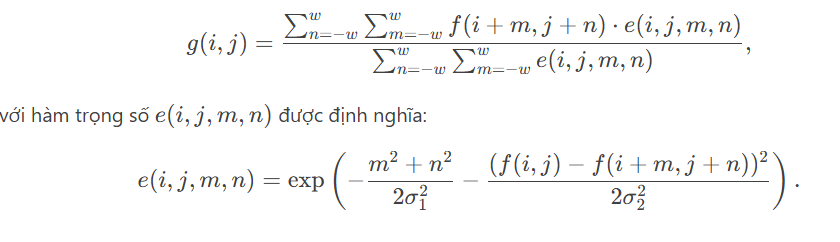 $$g(i,j) = \frac{\sum_{n=-w}^{w} \sum_{m=-w}^{w} f(i+m,j+n) \cdot e(i,j,m,n)}{\sum_{n=-w}^{w} \sum_{m=-w}^{w} e(i,j,m,n)},$$
với hàm trọng số $e(i,j,m,n)$ được định nghĩa:
$$e(i,j,m,n) = \exp\left(-\frac{m^2+n^2}{2\sigma_1^2} - \frac{(f(i,j)-f(i+m,j+n))^2}{2\sigma_2^2}\right).$$